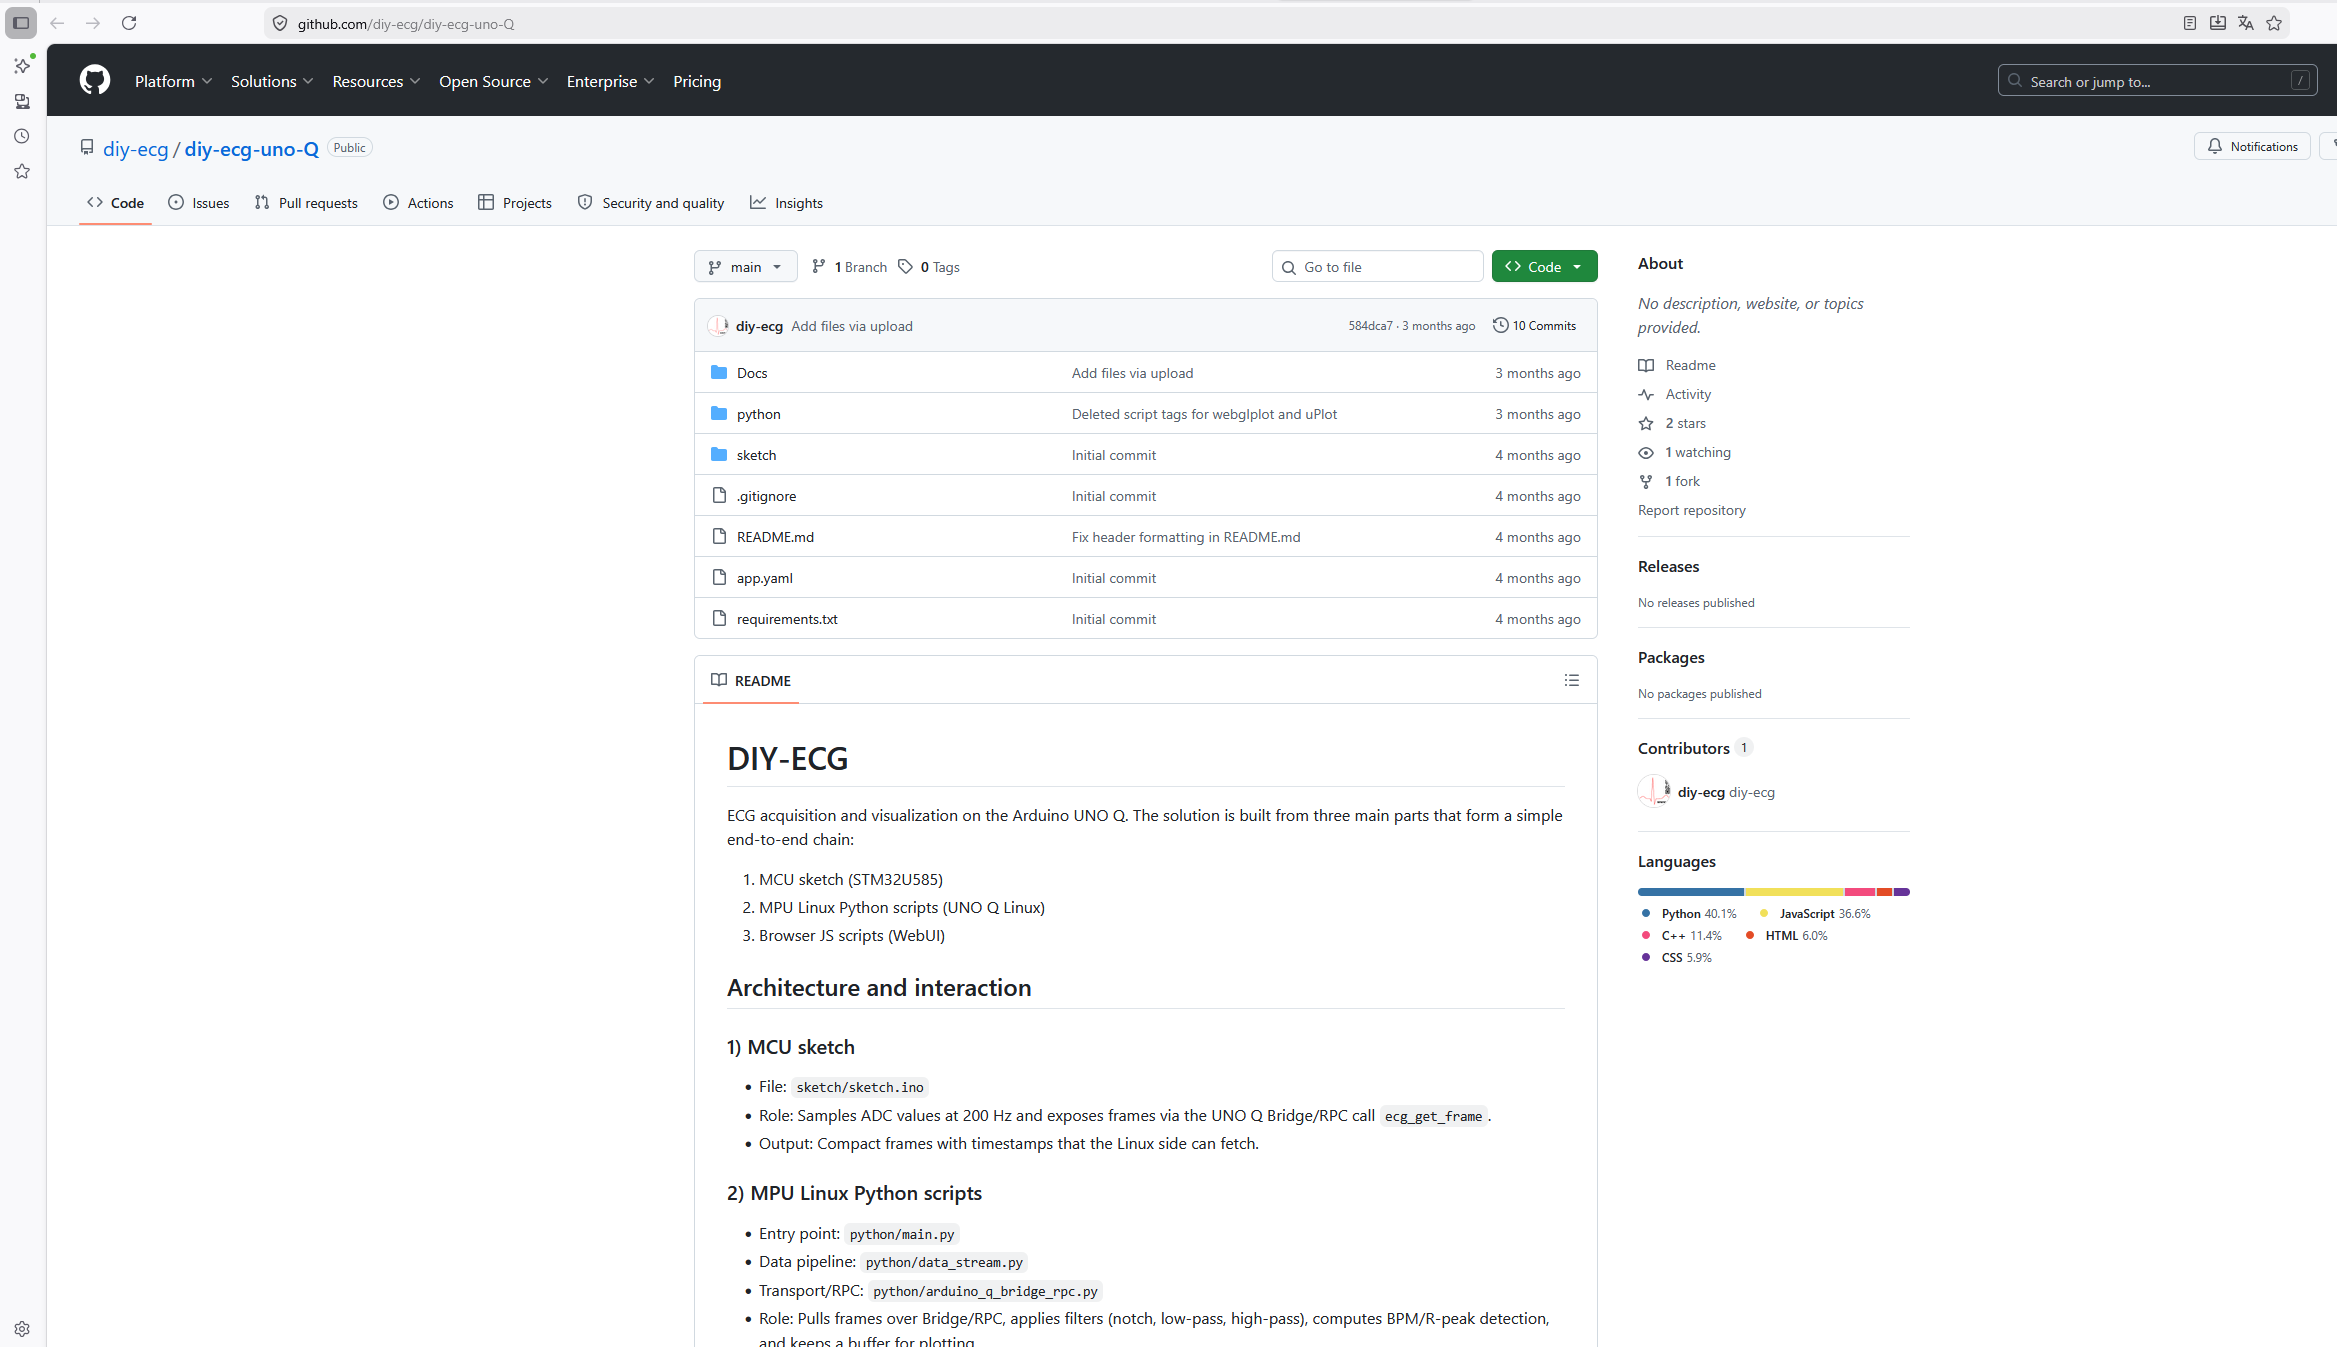 github.com/diy-ecg/diy-ecg-uno-Q
Platform Solutions Resources Open Source Enterprise Pricing
Search or jump to... /
diy-ecg / diy-ecg-uno-Q Public
Notifications
Code Issues Pull requests Actions Projects Security and quality Insights
main 1 Branch 0 Tags
Go to file
Code
diy-ecg Add files via upload 584dca7 · 3 months ago 10 Commits
Docs Add files via upload 3 months ago
python Deleted script tags for webglplot and uPlot 3 months ago
sketch Initial commit 4 months ago
.gitignore Initial commit 4 months ago
README.md Fix header formatting in README.md 4 months ago
app.yaml Initial commit 4 months ago
requirements.txt Initial commit 4 months ago
README
DIY-ECG
ECG acquisition and visualization on the Arduino UNO Q. The solution is built from three main parts that form a simple
end-to-end chain:
1. MCU sketch (STM32U585)
2. MPU Linux Python scripts (UNO Q Linux)
3. Browser JS scripts (WebUI)
Architecture and interaction
1) MCU sketch
• File: sketch/sketch.ino
• Role: Samples ADC values at 200 Hz and exposes frames via the UNO Q Bridge/RPC call ecg_get_frame.
• Output: Compact frames with timestamps that the Linux side can fetch.
2) MPU Linux Python scripts
• Entry point: python/main.py
• Data pipeline: python/data_stream.py
• Transport/RPC: python/arduino_q_bridge_rpc.py
• Role: Pulls frames over Bridge/RPC, applies filters (notch, low-pass, high-pass), computes BPM/R-peak detection,
and keeps a buffer for plotting.
About
No description, website, or topics
provided.
Readme
Activity
2 stars
1 watching
1 fork
Report repository
Releases
No releases published
Packages
No packages published
Contributors 1
diy-ecg diy-ecg
Languages
Python 40.1% JavaScript 36.6%
C++ 11.4% HTML 6.0%
CSS 5.9%